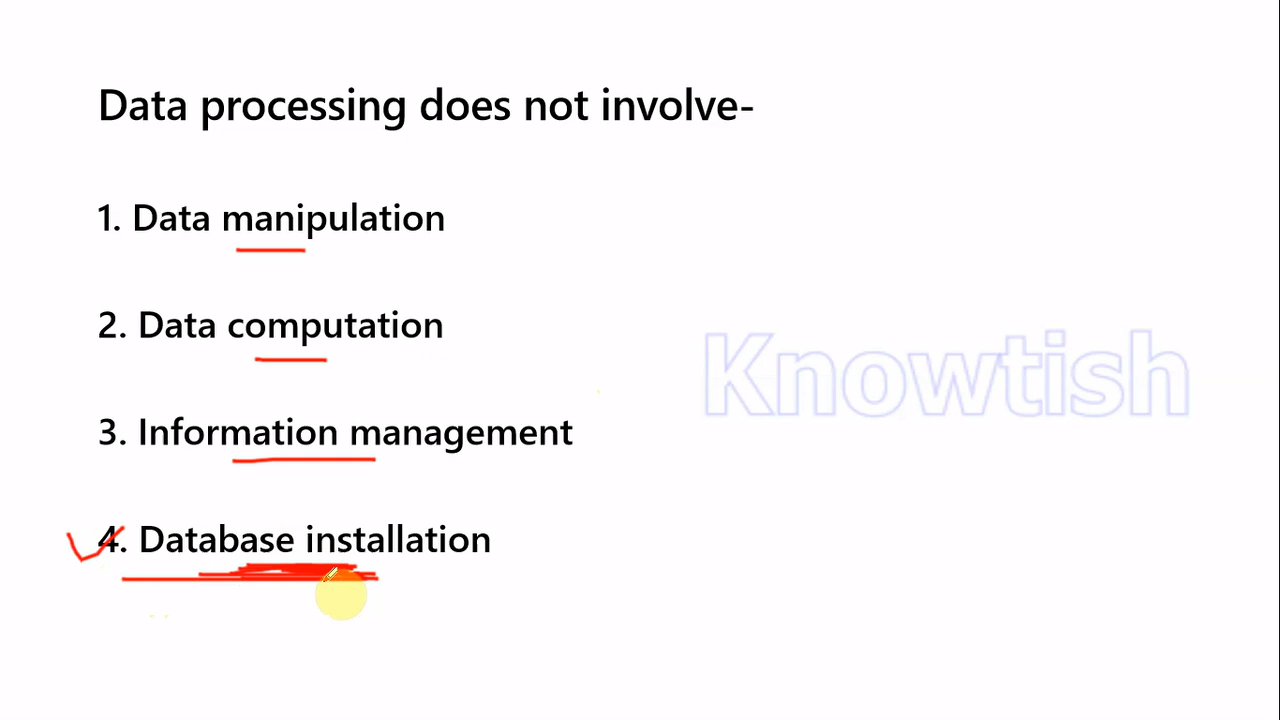 Data processing does not involve-
1. Data manipulation
2. Data computation
3. Information management
4. Database installation
Knowtish